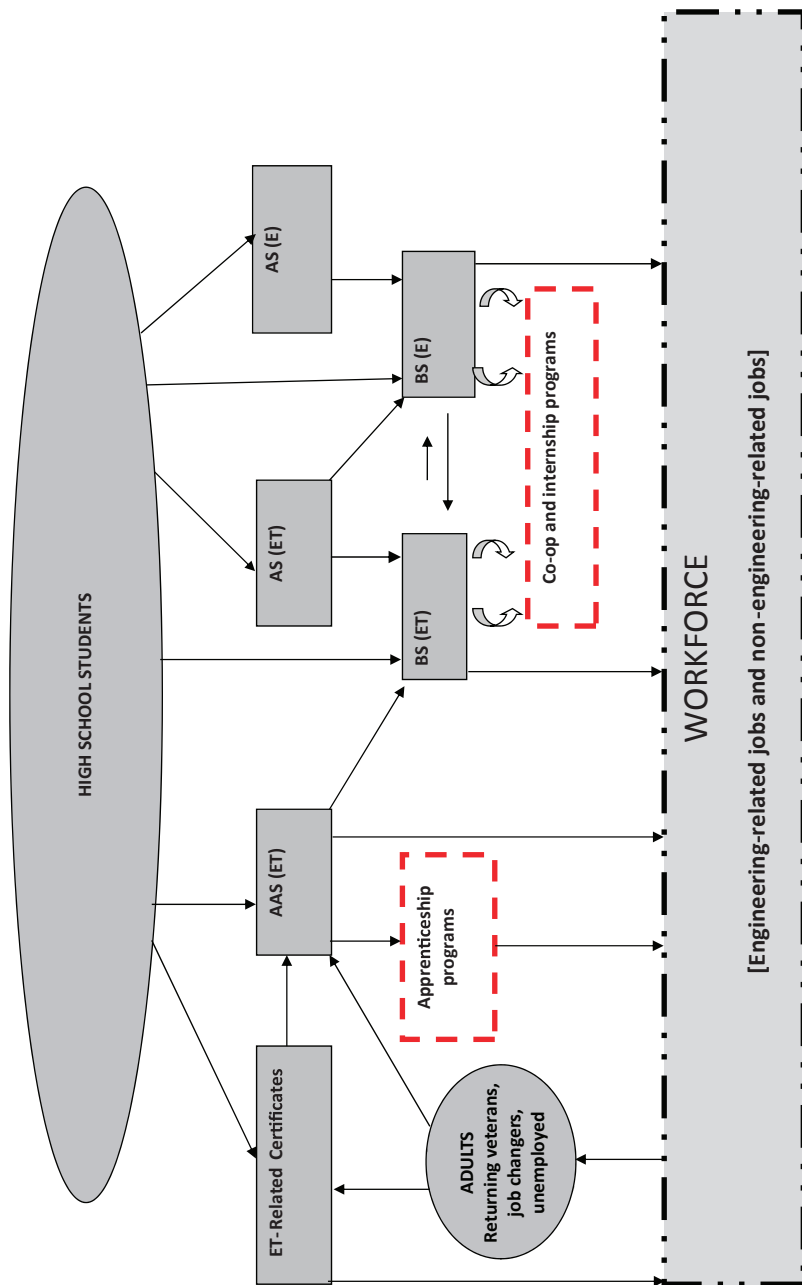 HIGH SCHOOL STUDENTS
ET-Related Certificates
AAS (ET)
AS (ET)
AS (E)
ADULTS
Returning veterans,
job changers,
unemployed
Apprenticeship
programs
BS (ET)
BS (E)
Co-op and internship programs
WORKFORCE
[Engineering-related jobs and non-engineering-related jobs]